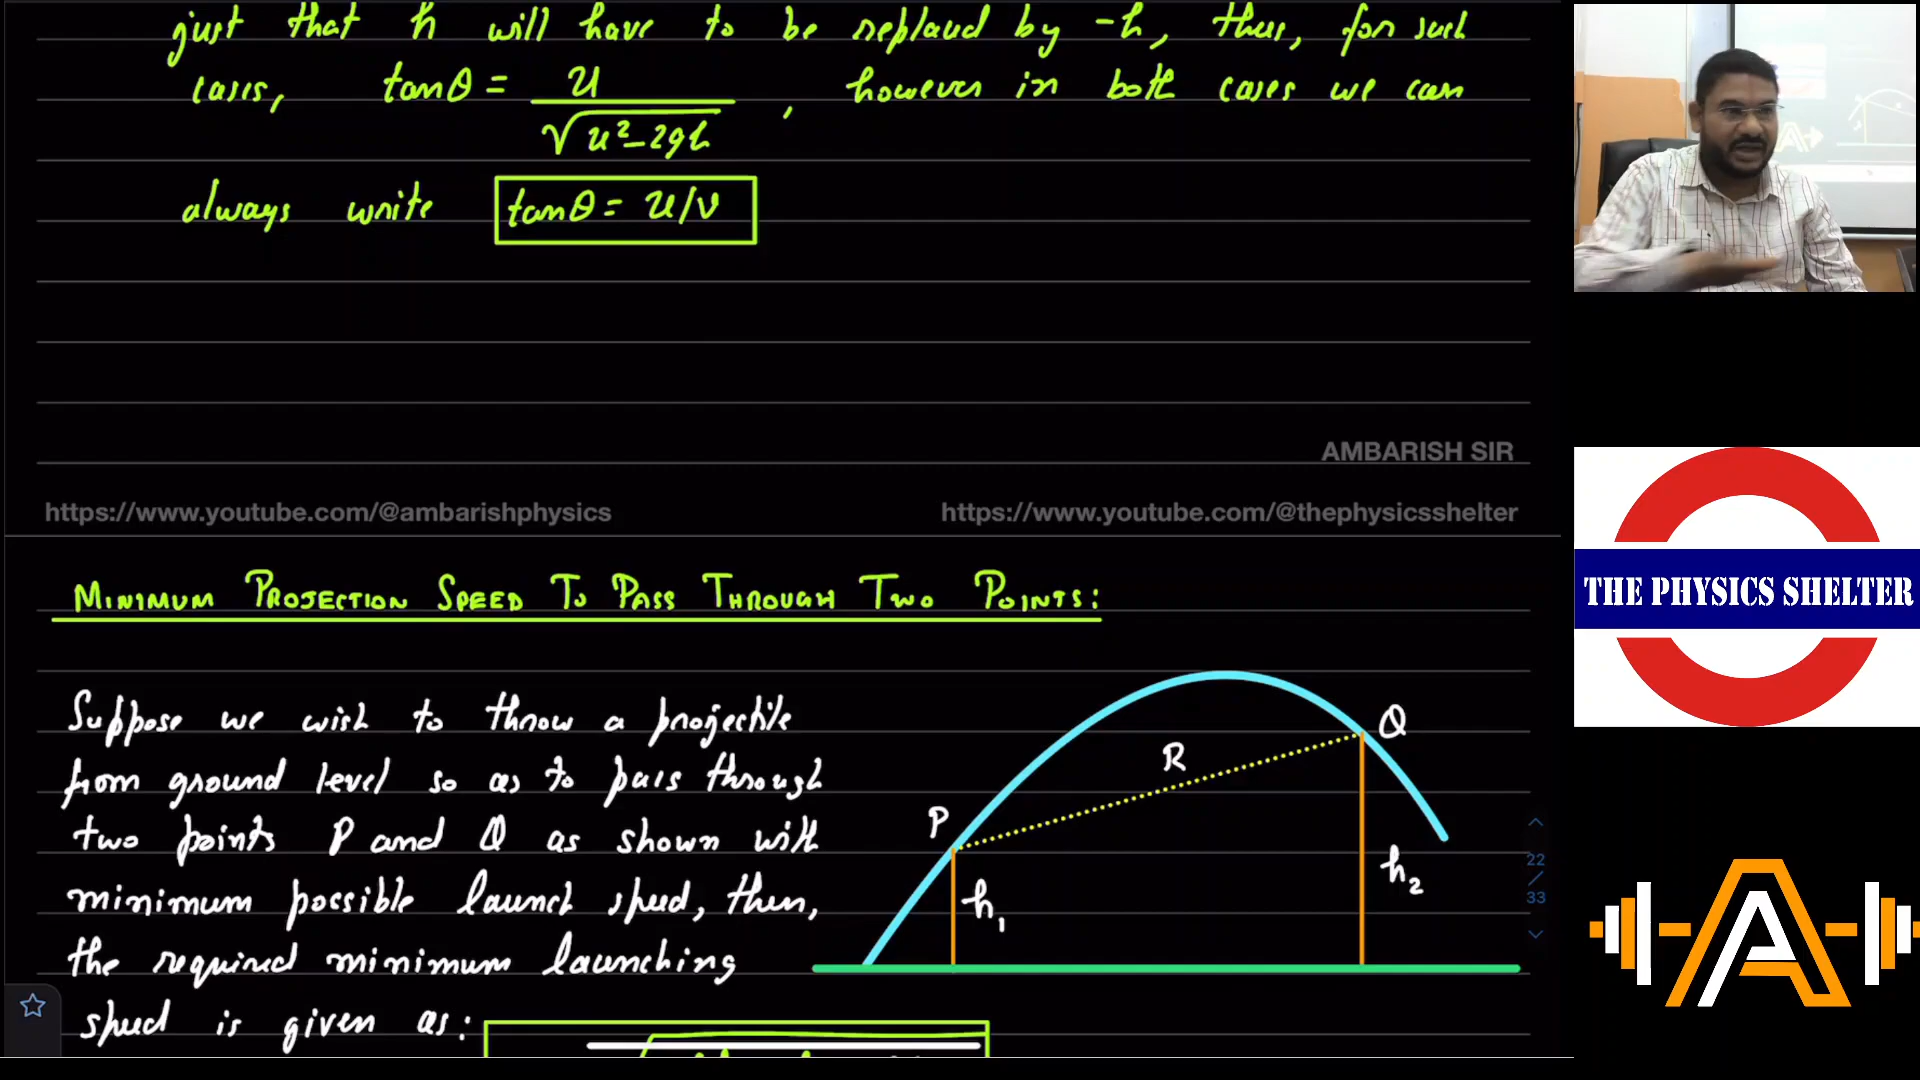 just that h will have to be replaced by -h, thus, for such
cases, tanθ = u / √u²-2gh , however in both cases we can
always write tanθ = u/v
AMBARISH SIR
https://www.youtube.com/@ambarishphysics
https://www.youtube.com/@thephysicsshelter
MINIMUM PROJECTION SPEED TO PASS THROUGH TWO POINTS:
Suppose we wish to throw a projectile
from ground level so as to pass through
two points P and Q as shown with
minimum possible launch speed, then,
the required minimum launching
speed is given as:
Q
R
P
h₁
h₂
22
/
33
THE PHYSICS SHELTER
A